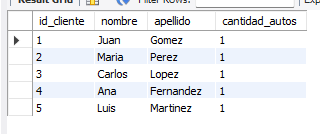 Result Grid Filter Rows:
id_cliente nombre apellido cantidad_autos
1 Juan Gomez 1
2 Maria Perez 1
3 Carlos Lopez 1
4 Ana Fernandez 1
5 Luis Martinez 1